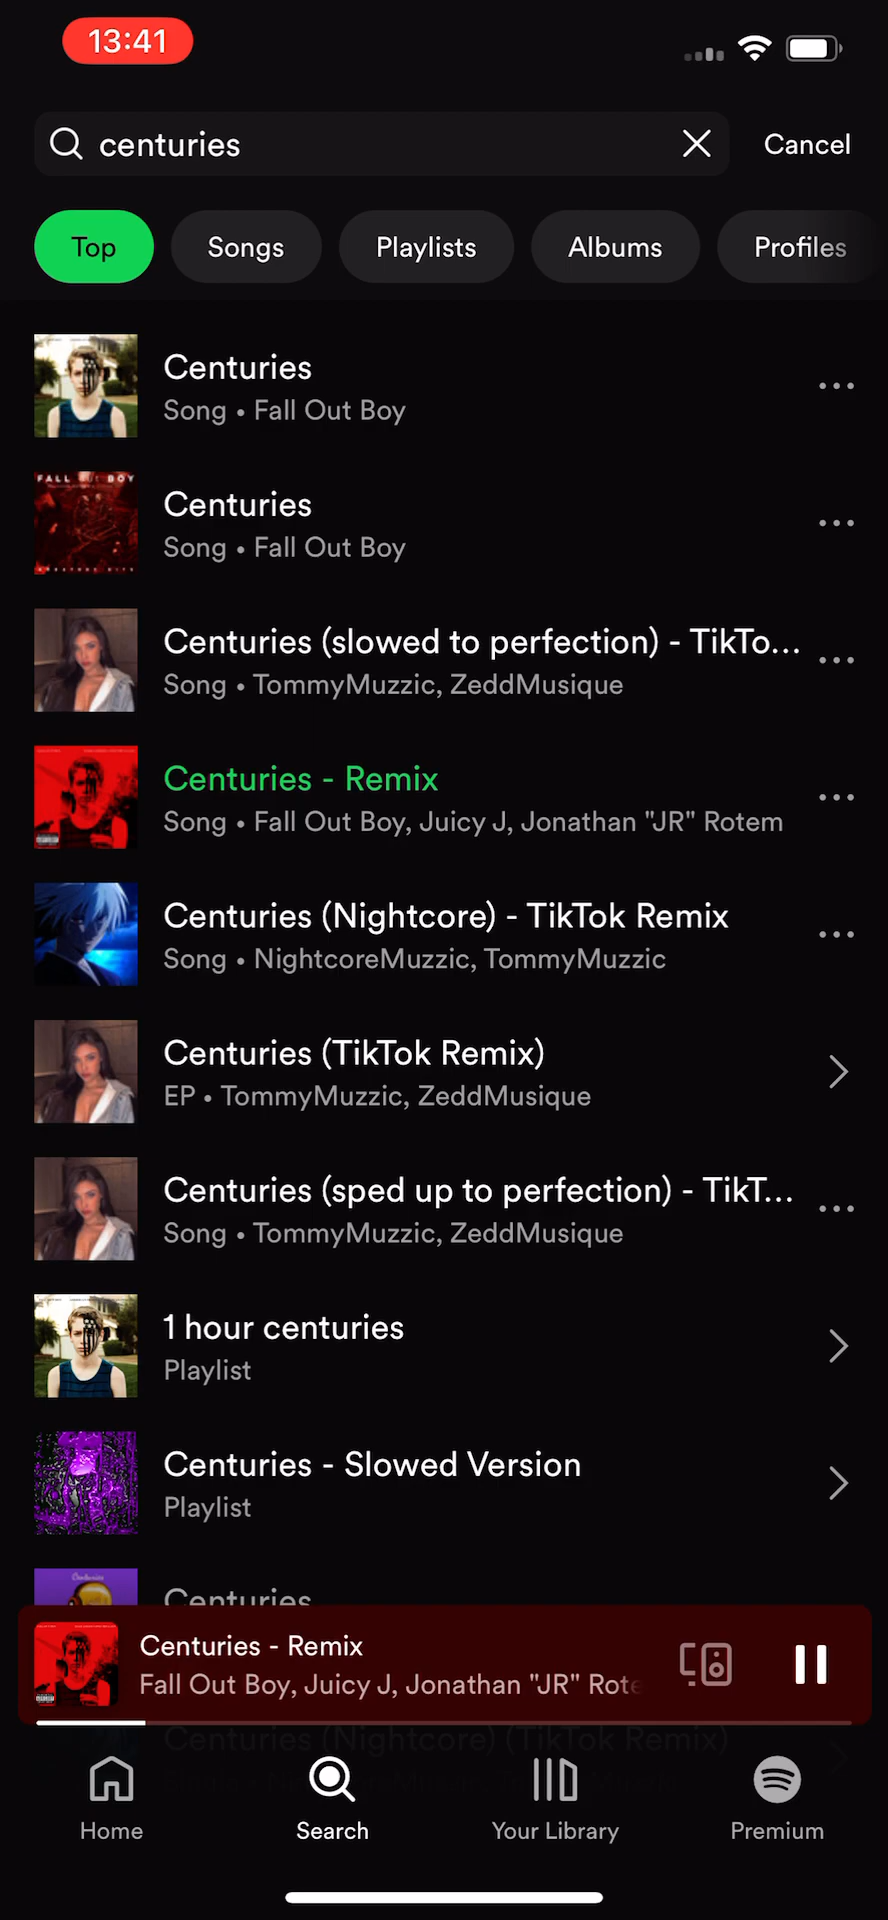 13:41
centuries
Cancel
Top
Songs
Playlists
Albums
Profiles
Centuries
Song • Fall Out Boy
FALL OUT BOY
Centuries
Song • Fall Out Boy
Centuries (slowed to perfection) - TikTo...
Song • TommyMuzzic, ZeddMusique
Centuries - Remix
Song • Fall Out Boy, Juicy J, Jonathan "JR" Rotem
Centuries (Nightcore) - TikTok Remix
Song • NightcoreMuzzic, TommyMuzzic
Centuries (TikTok Remix)
EP • TommyMuzzic, ZeddMusique
Centuries (sped up to perfection) - TikT...
Song • TommyMuzzic, ZeddMusique
1 hour centuries
Playlist
Centuries - Slowed Version
Playlist
Centuries
Centuries - Remix
Fall Out Boy, Juicy J, Jonathan "JR" Rote
Centuries (Nightcore) (TikTok Remix)
Home
Search
Your Library
Premium